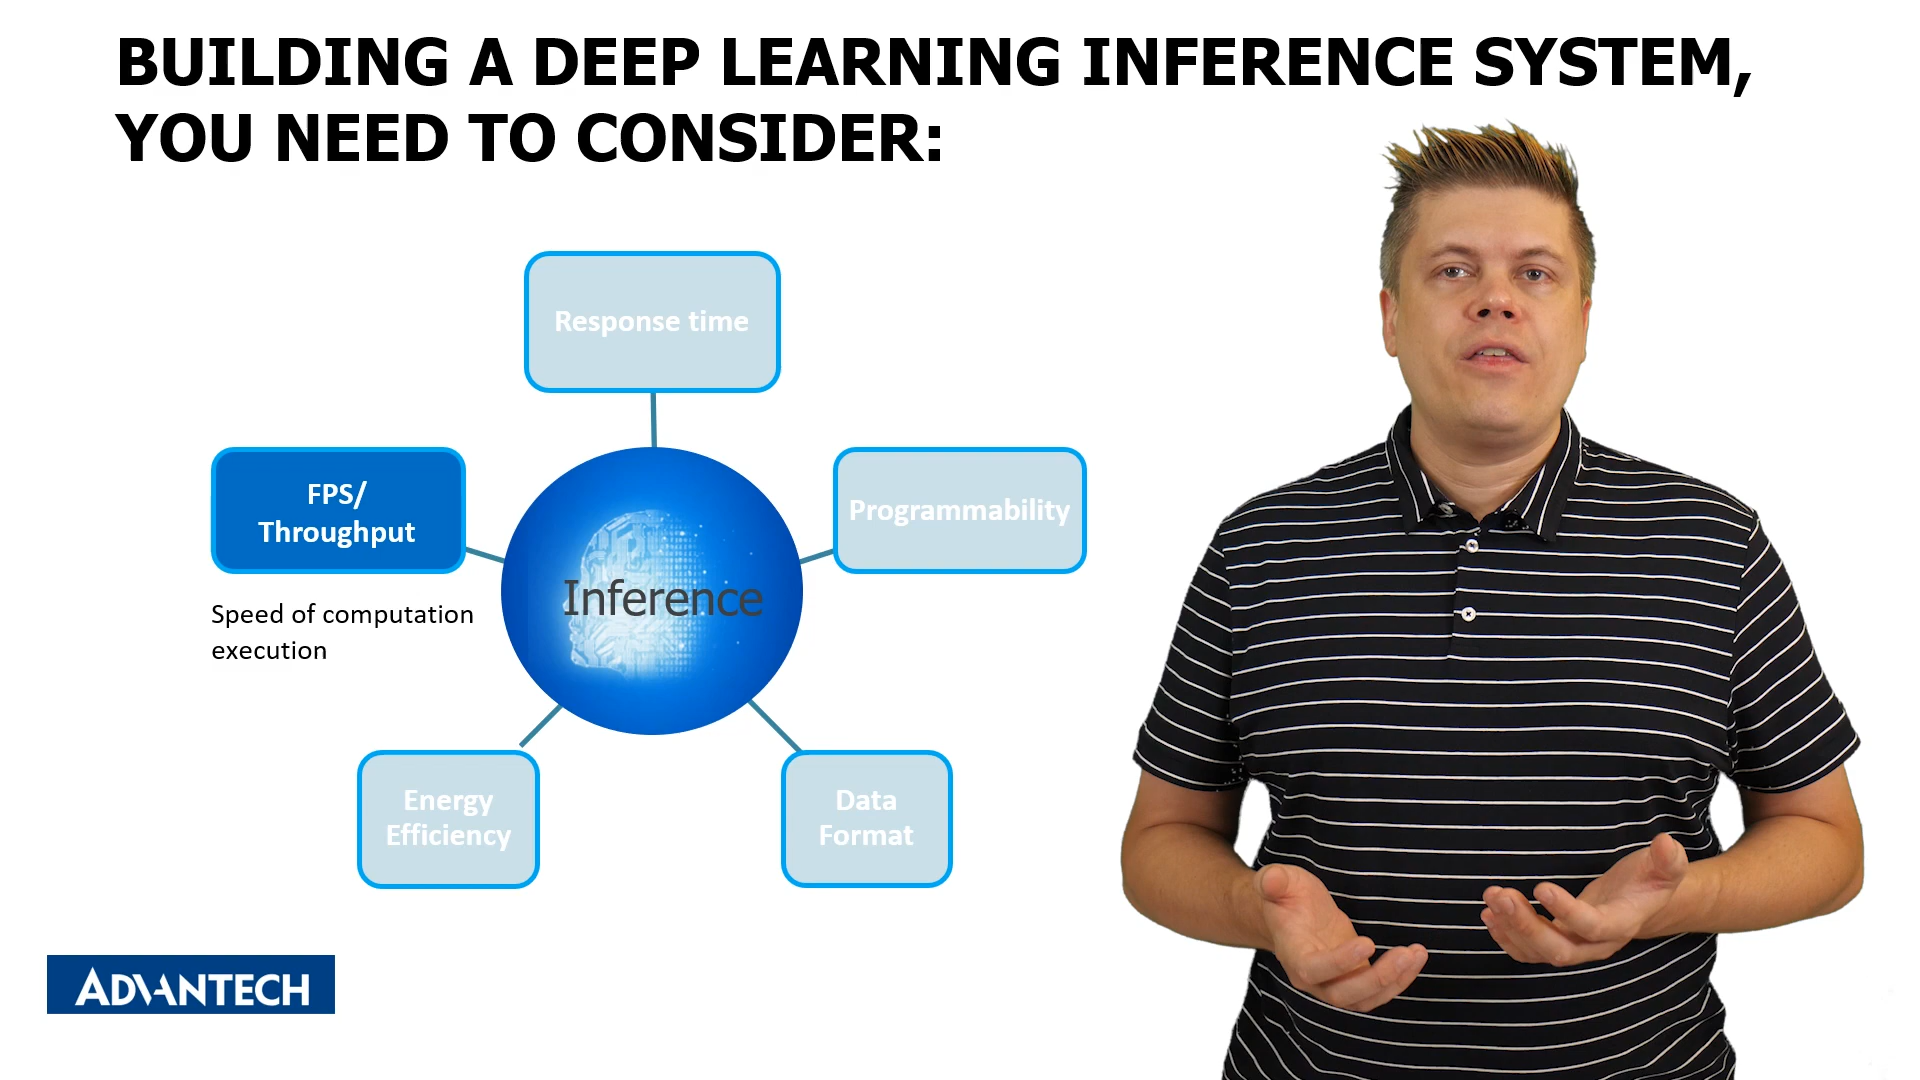 BUILDING A DEEP LEARNING INFERENCE SYSTEM,
YOU NEED TO CONSIDER:
Response time
FPS/
Throughput
Programmability
Inference
Speed of computation
execution
Energy
Efficiency
Data
Format
ADVANTECH